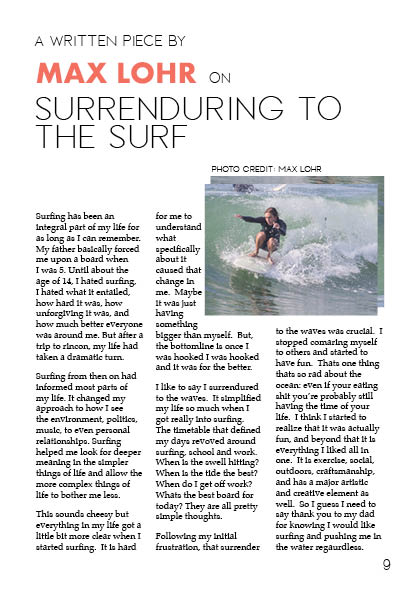 A WRITTEN PIECE BY
MAX LOHR ON
SURRENDURING TO
THE SURF
PHOTO CREDIT: MAX LOHR
Surfing has been an
integral part of my life for
as long as I can remember.
My father basically forced
me upon a board when
I was 5. Until about the
age of 14, I hated surfing,
I hated what it entailed,
how hard it was, how
unforgiving it was, and
how much better everyone
was around me. But after a
trip to rincon, my life had
taken a dramatic turn.
Surfing from then on had
informed most parts of
my life. It changed my
approach to how I see
the environment, politics,
music, to even personal
relationships. Surfing
helped me look for deeper
meaning in the simpler
things of life and allow the
more complex things of
life to bother me less.
This sounds cheesy but
everything in my life got a
little bit more clear when I
started surfing. It is hard
for me to
understand
what
specifically
about it
caused that
change in
me. Maybe
it was just
having
something
bigger than myself. But,
the bottomline is once I
was hooked I was hooked
and it was for the better.
I like to say I surrendured
to the waves. It simplified
my life so much when I
got really into surfing.
The timetable that defined
my days revoved around
surfing, school and work.
When is the swell hitting?
When is the tide the best?
When do I get off work?
Whats the best board for
today? They are all pretty
simple thoughts.
Following my initial
frustration, that surrender
to the waves was crucial. I
stopped comaring myself
to others and started to
have fun. Thats one thing
thats so rad about the
ocean: even if your eating
shit you're probably still
having the time of your
life. I think I started to
realize that it was actually
fun, and beyond that it is
everything I liked all in
one. It is exercise, social,
outdoors, craftsmanship,
and has a major artistic
and creative element as
well. So I guess I need to
say thank you to my dad
for knowing I would like
surfing and pushing me in
the water regaurdless.
9